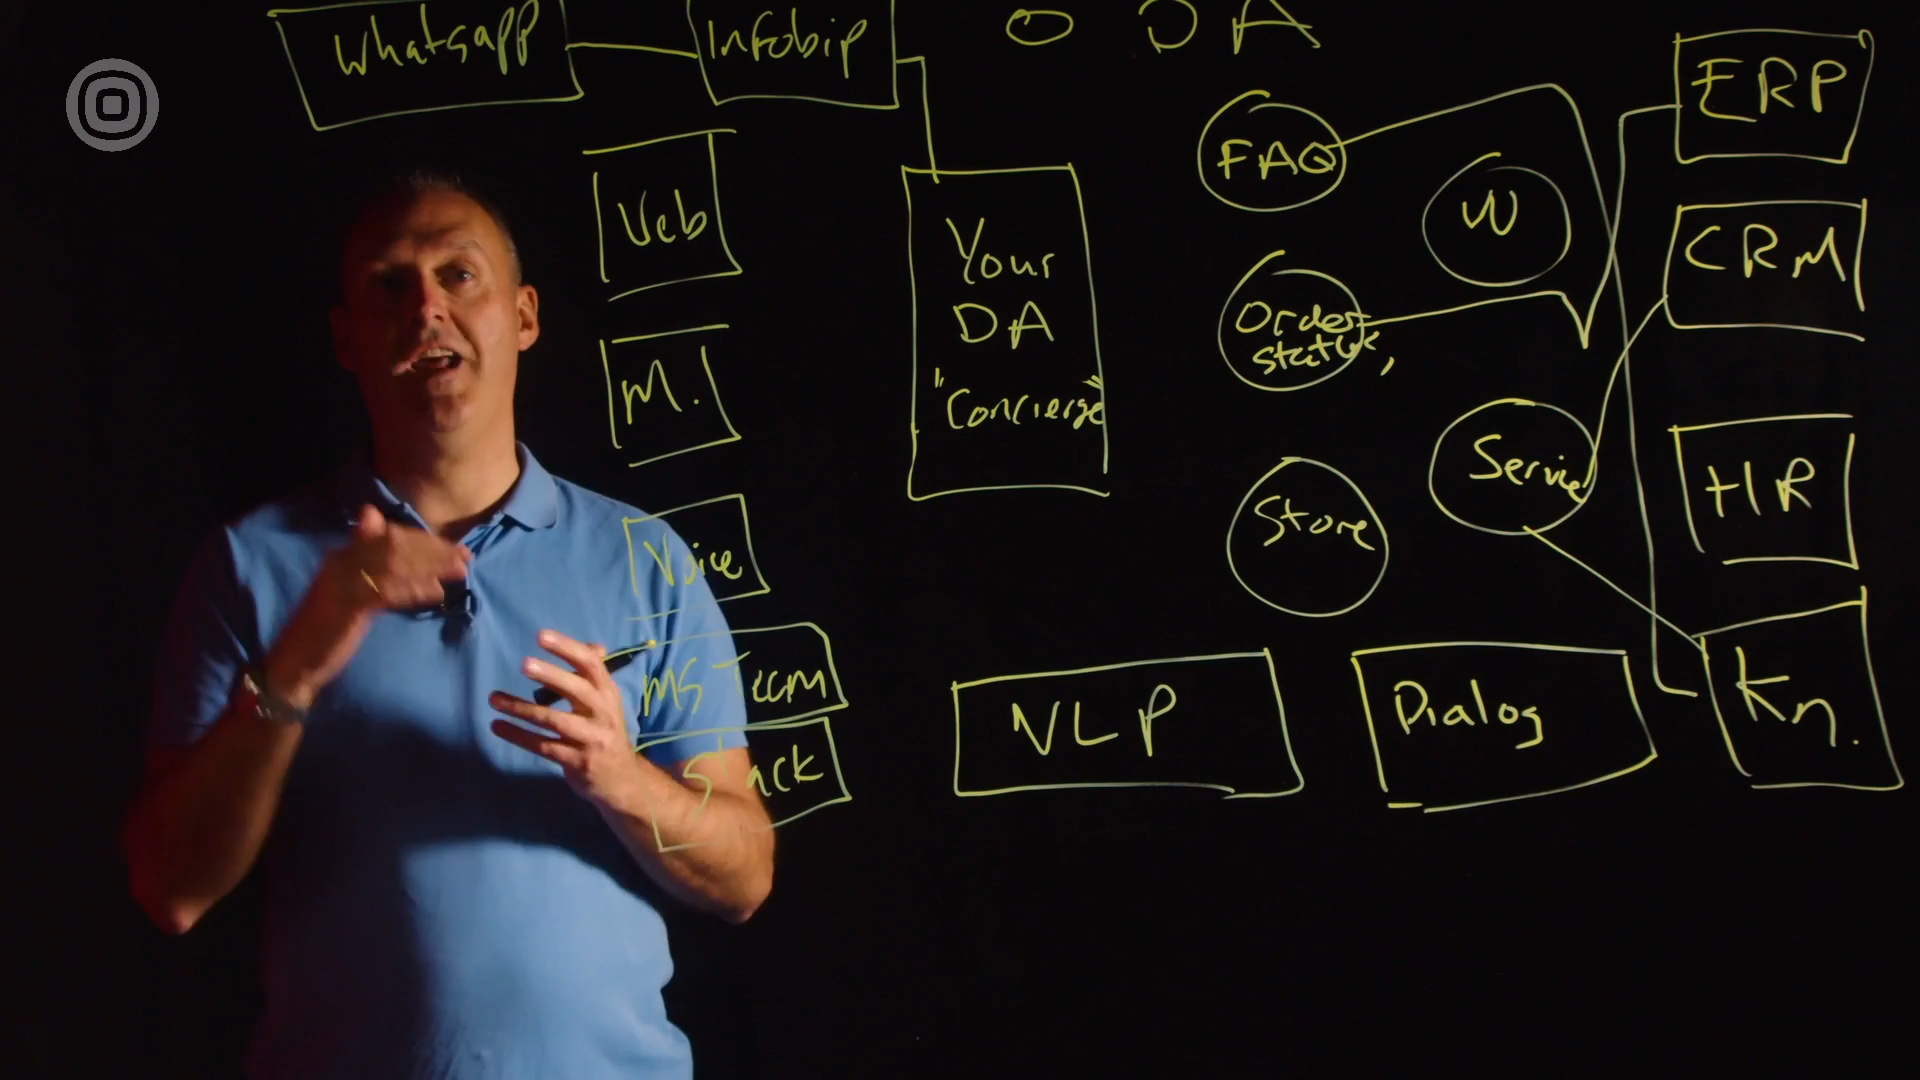 Whatsapp
Infobip
O DA
ERP
FAQ
W
CRM
Web
Your
DA
"Concierge"
Order
status,
M.
Service
HR
Store
Voice
MS Team
Slack
NLP
Dialog
Kn.